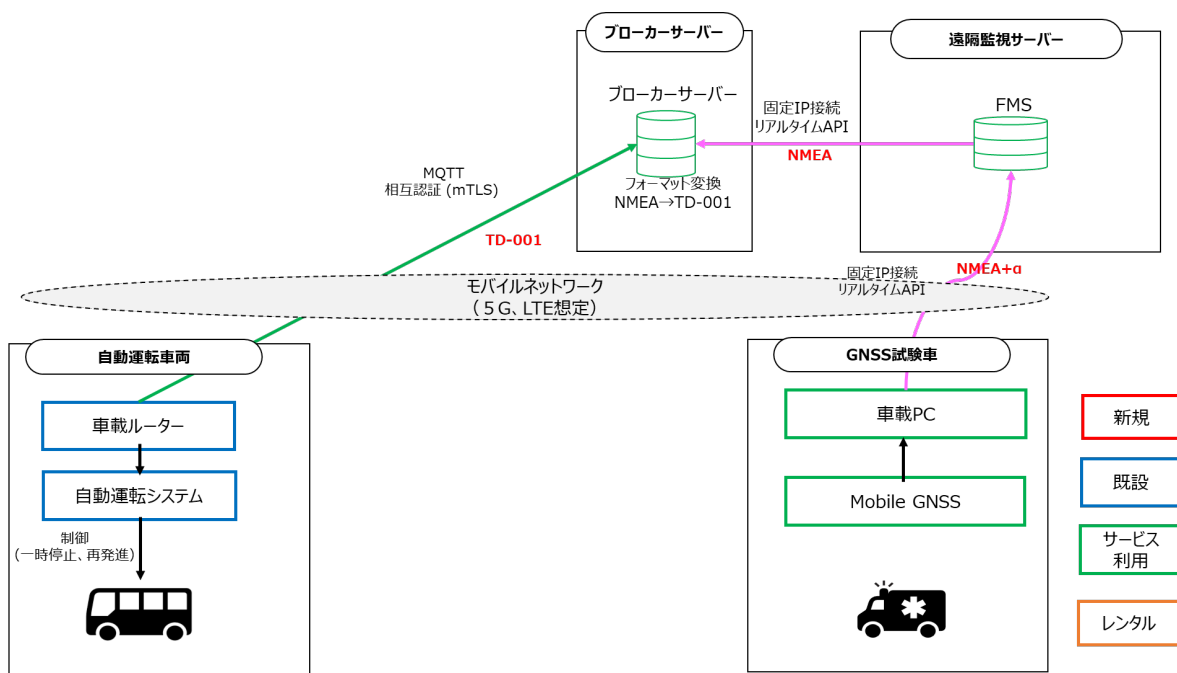 ブローカーサーバー
遠隔監視サーバー
ブローカーサーバー
固定IP接続
リアルタイムAPI
FMS
NMEA
MQTT
相互認証 (mTLS)
フォーマット変換
NMEA→TD-001
TD-001
NMEA+α
固定IP接続
リアルタイムAPI
モバイルネットワーク
（５G、LTE想定）
自動運転車両
GNSS試験車
車載ルーター
車載PC
新規
自動運転システム
Mobile GNSS
既設
制御
(一時停止、再発進)
サービス
利用
レンタル